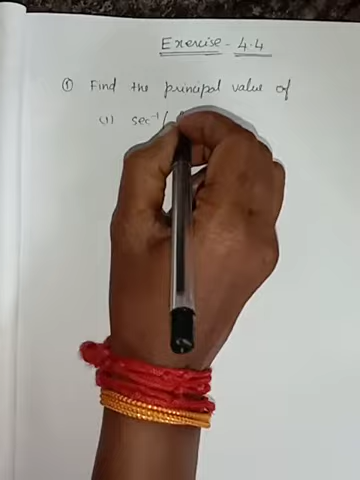 Exercise - 4.4
① Find the principal value of
(i) sec⁻¹(